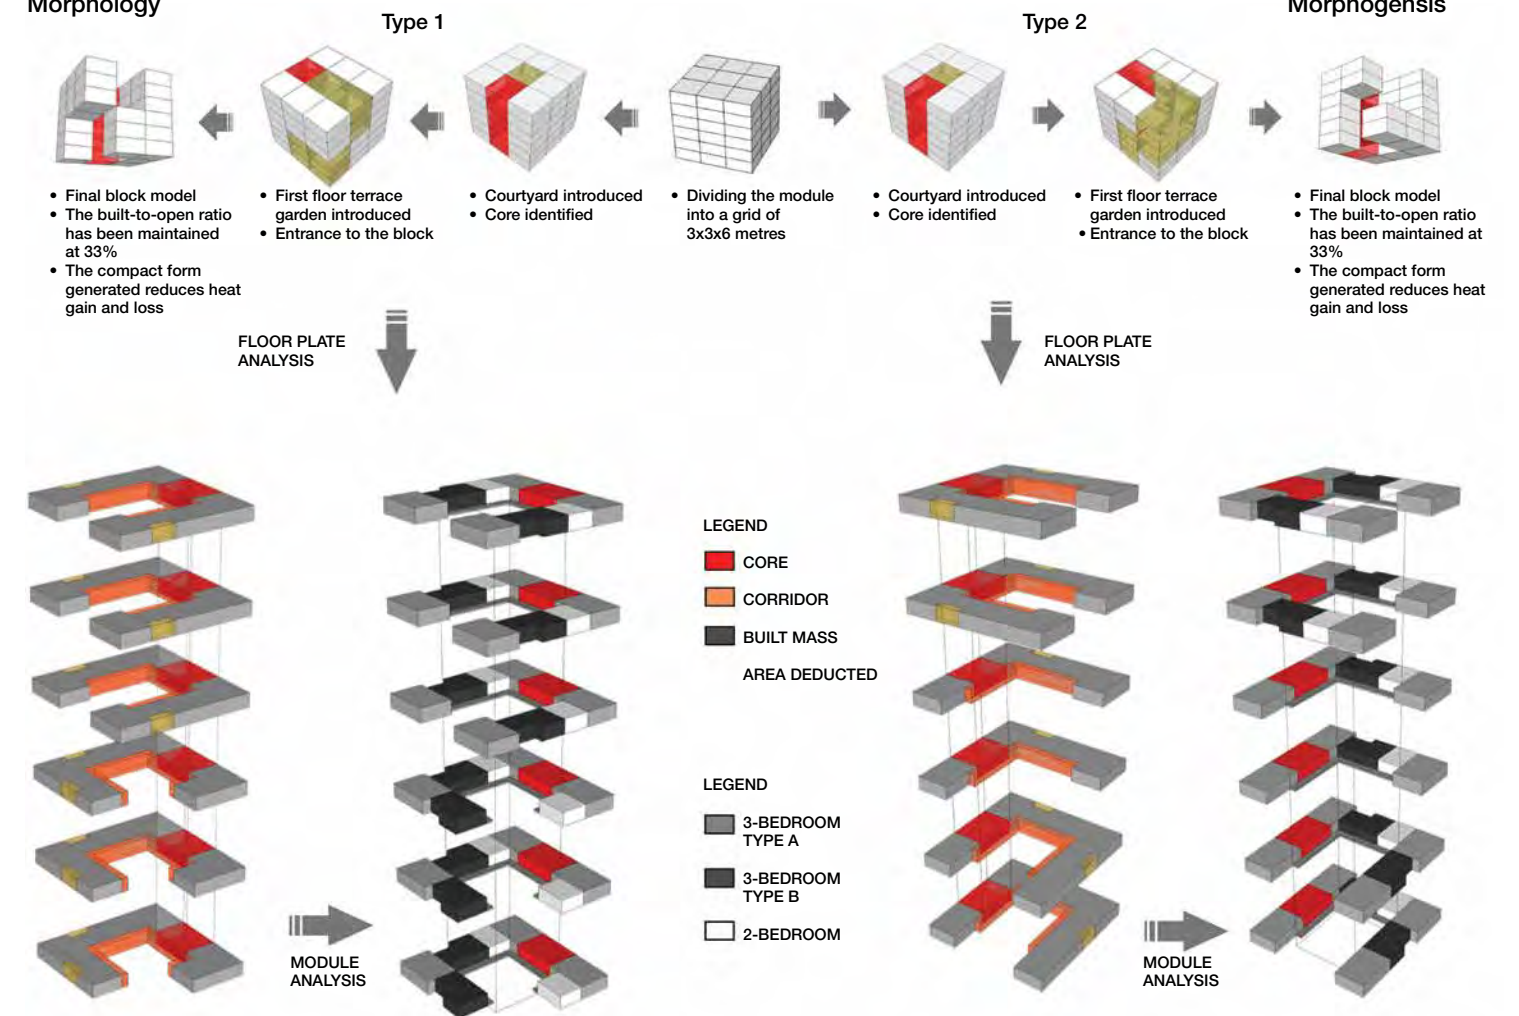 Morphology
Type 1
Type 2
Morphogensis
• Final block model
• The built-to-open ratio
has been maintained
at 33%
• The compact form
generated reduces heat
gain and loss
• First floor terrace
garden introduced
• Entrance to the block
• Courtyard introduced
• Core identified
• Dividing the module
into a grid of
3x3x6 metres
• Courtyard introduced
• Core identified
• First floor terrace
garden introduced
• Entrance to the block
• Final block model
• The built-to-open ratio
has been maintained at
33%
• The compact form
generated reduces heat
gain and loss
FLOOR PLATE
ANALYSIS
FLOOR PLATE
ANALYSIS
LEGEND
CORE
CORRIDOR
BUILT MASS
AREA DEDUCTED
LEGEND
3-BEDROOM
TYPE A
3-BEDROOM
TYPE B
2-BEDROOM
MODULE
ANALYSIS
MODULE
ANALYSIS